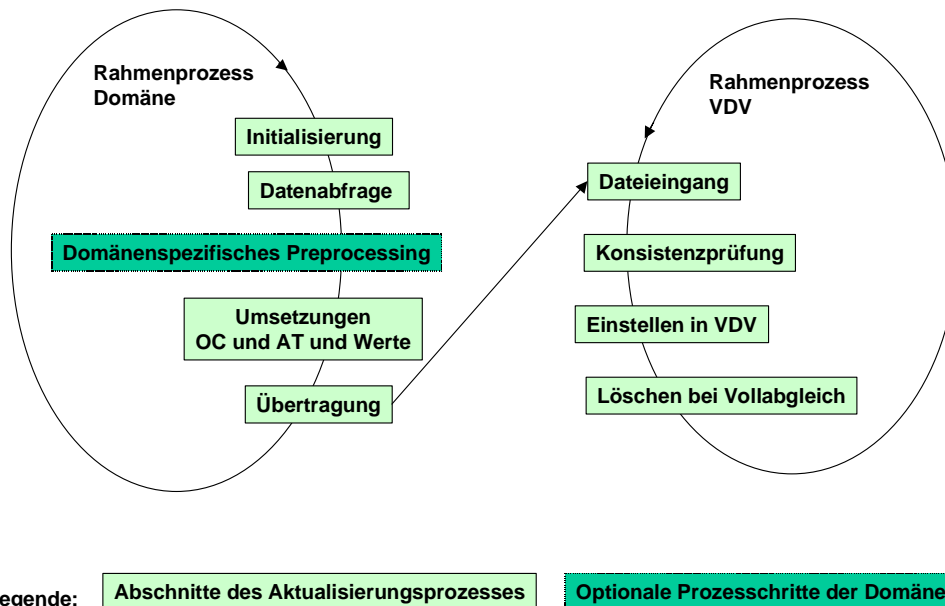 Rahmenprozess
Domäne
Initialisierung
Datenabfrage
Domänenspezifisches Preprocessing
Umsetzungen
OC und AT und Werte
Übertragung
Rahmenprozess
VDV
Dateieingang
Konsistenzprüfung
Einstellen in VDV
Löschen bei Vollabgleich
egende:
Abschnitte des Aktualisierungsprozesses
Optionale Prozessschritte der Domäne